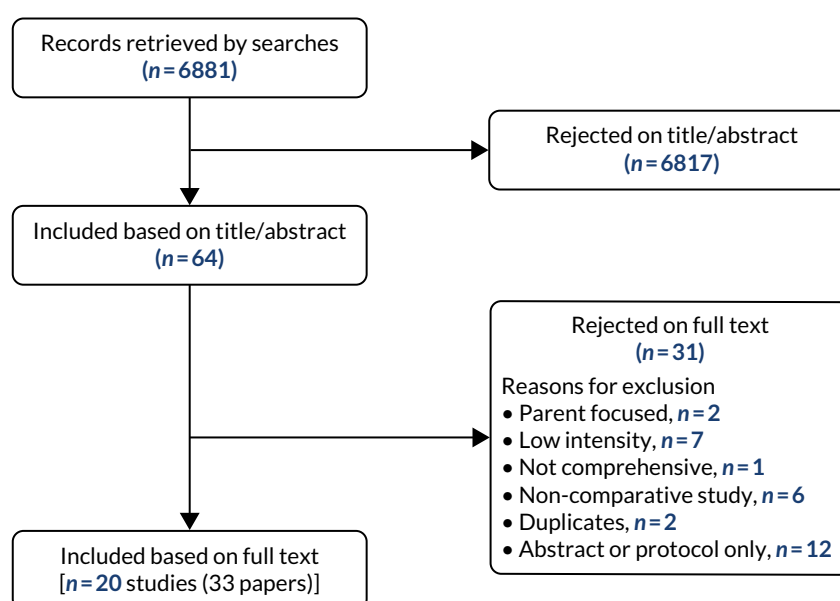 Records retrieved by searches
(n=6881)
Rejected on title/abstract
(n=6817)
Included based on title/abstract
(n=64)
Rejected on full text
(n=31)
Reasons for exclusion
• Parent focused, n=2
• Low intensity, n=7
• Not comprehensive, n=1
• Non-comparative study, n=6
• Duplicates, n=2
• Abstract or protocol only, n=12
Included based on full text
[n=20 studies (33 papers)]